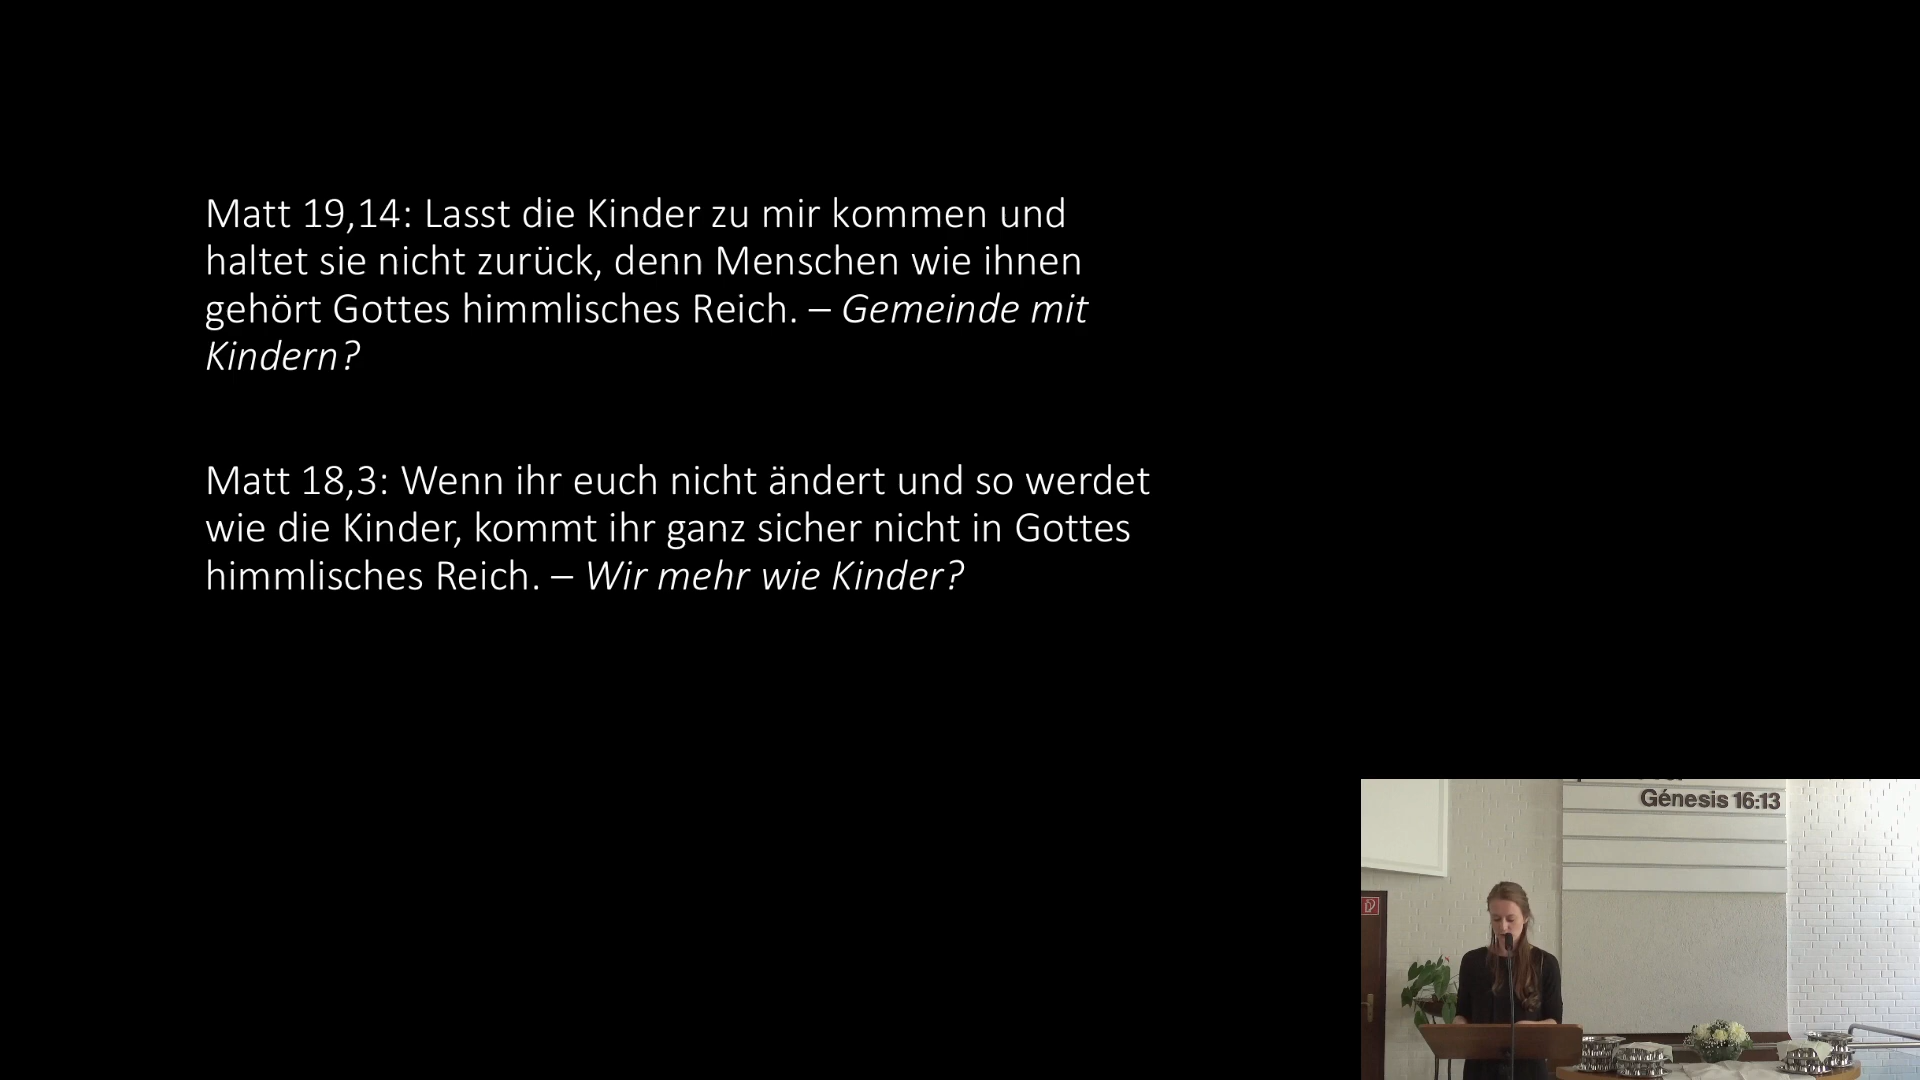 Matt 19,14: Lasst die Kinder zu mir kommen und
haltet sie nicht zurück, denn Menschen wie ihnen
gehört Gottes himmlisches Reich. – Gemeinde mit
Kindern?
Matt 18,3: Wenn ihr euch nicht ändert und so werdet
wie die Kinder, kommt ihr ganz sicher nicht in Gottes
himmlisches Reich. – Wir mehr wie Kinder?
Génesis 16:13